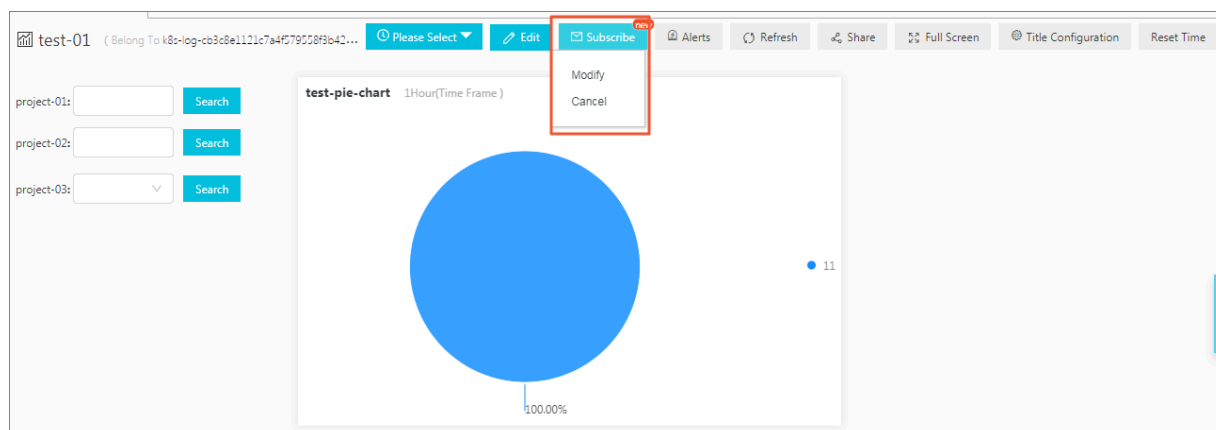 test-01 ( Belong To k8s-log-cb3c8e1121c7a4f579558f3b42... Please Select Edit Subscribe new Alerts Refresh Share Full Screen Title Configuration Reset Time
Modify
Cancel
project-01: Search
project-02: Search
project-03: Search
test-pie-chart 1Hour(Time Frame )
11
100.00%